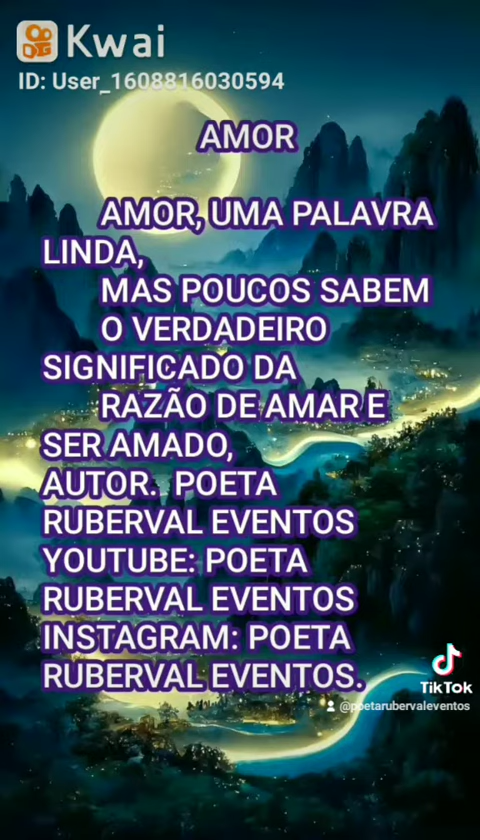 Kwai
ID: User_1608816030594
AMOR
AMOR, UMA PALAVRA
LINDA,
MAS POUCOS SABEM
O VERDADEIRO
SIGNIFICADO DA
RAZÃO DE AMAR E
SER AMADO,
AUTOR:  POETA
RUBERVAL EVENTOS
YOUTUBE: POETA
RUBERVAL EVENTOS
INSTAGRAM: POETA
RUBERVAL EVENTOS.
TikTok
@poetarubervaleventos